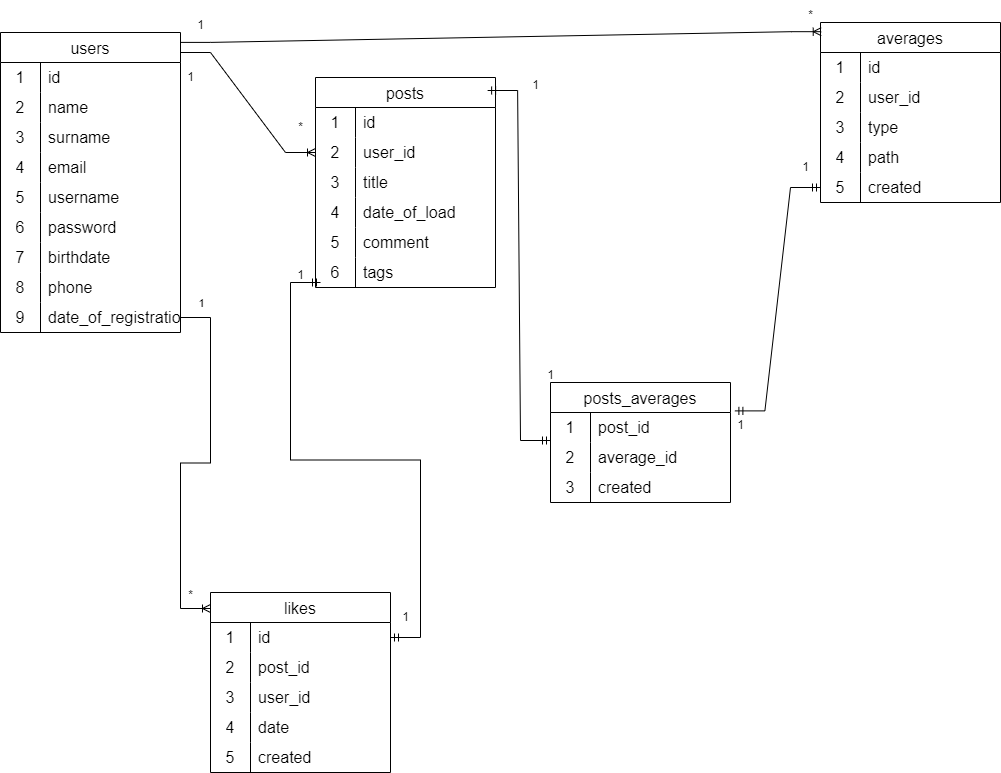 users
1 id
2 name
3 surname
4 email
5 username
6 password
7 birthdate
8 phone
9 date_of_registratio
1
1
1
*
posts
1 id
2 user_id
3 title
4 date_of_load
5 comment
6 tags
1
1
*
averages
1 id
2 user_id
3 type
4 path
5 created
1
1
posts_averages
1 post_id
2 average_id
3 created
1
*
likes
1 id
2 post_id
3 user_id
4 date
5 created
1